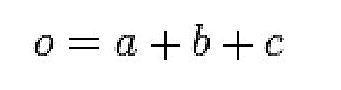 o = a + b + c